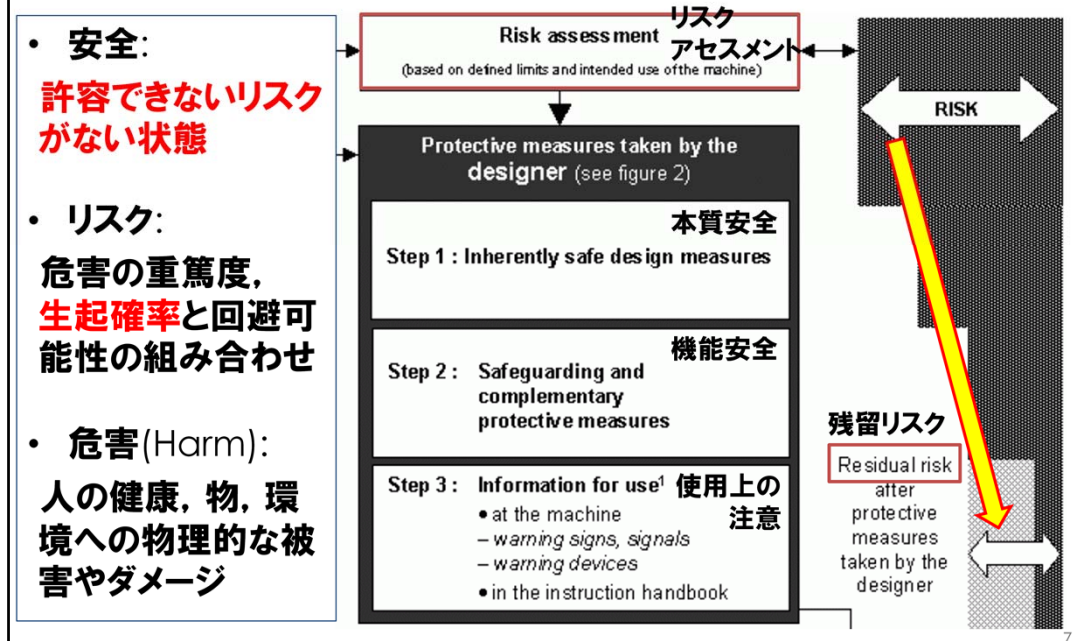 • 安全:
許容できないリスク
がない状態
• リスク:
危害の重篤度,
生起確率と回避可
能性の組み合わせ
• 危害(Harm):
人の健康, 物, 環
境への物理的な被
害やダメージ
リスク
アセスメント
Risk assessment
(based on defined limits and intended use of the machine)
RISK
Protective measures taken by the
designer (see figure 2)
本質安全
Step 1 : Inherently safe design measures
機能安全
Step 2 : Safeguarding and
complementary
protective measures
Step 3 : Information for use¹ 使用上の
注意
• at the machine
– warning signs, signals
– warning devices
• in the instruction handbook
残留リスク
Residual risk
after
protective
measures
taken by the
designer
7